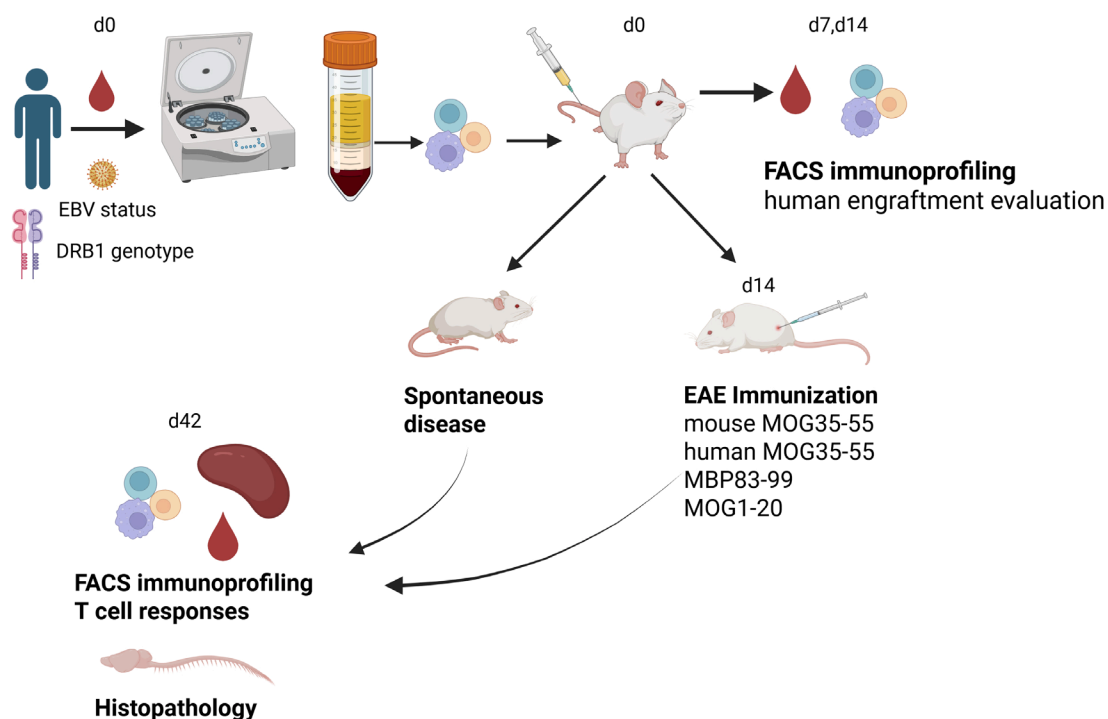 d0
EBV status
DRB1 genotype
d0
d7,d14
FACS immunoprofiling
human engraftment evaluation
Spontaneous
disease
d14
EAE Immunization
mouse MOG35-55
human MOG35-55
MBP83-99
MOG1-20
d42
FACS immunoprofiling
T cell responses
Histopathology